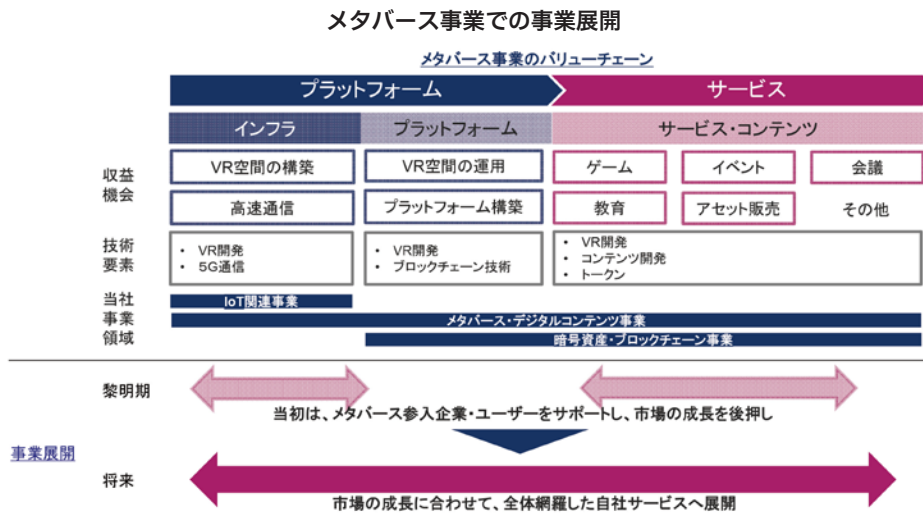 メタバース事業での事業展開
メタバース事業のバリューチェーン
プラットフォーム
サービス
インフラ
プラットフォーム
サービス・コンテンツ
収益
機会
VR空間の構築
VR空間の運用
ゲーム
イベント
会議
高速通信
プラットフォーム構築
教育
アセット販売
その他
技術
要素
・ VR開発
・ 5G通信
・ VR開発
・ ブロックチェーン技術
・ VR開発
・ コンテンツ開発
・ トークン
当社
事業
領域
IoT関連事業
メタバース・デジタルコンテンツ事業
暗号資産・ブロックチェーン事業
黎明期
当初は、メタバース参入企業・ユーザーをサポートし、市場の成長を後押し
事業展開
将来
市場の成長に合わせて、全体網羅した自社サービスへ展開